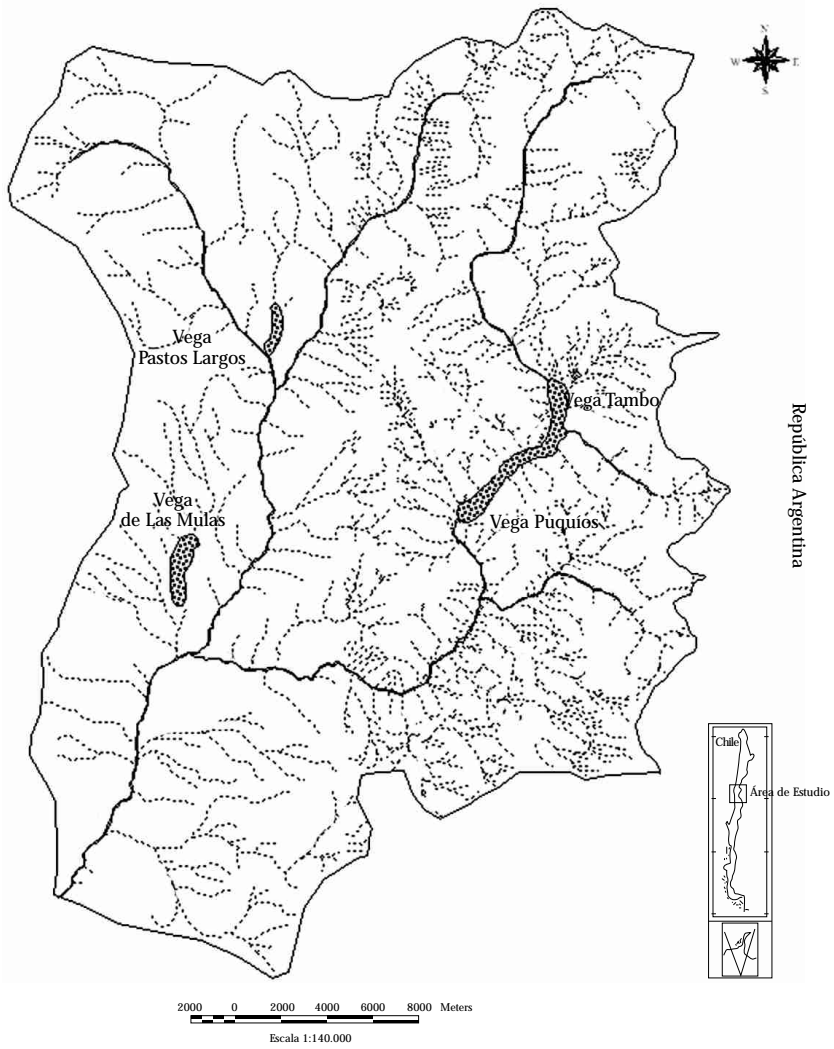 N
W
E
S
Vega
Pastos Largos
Vega Tambo
República Argentina
Vega
de Las Mulas
Vega Puquios
Chile
Área de Estudio
2000 0 2000 4000 6000 8000 Meters
Escala 1:140.000